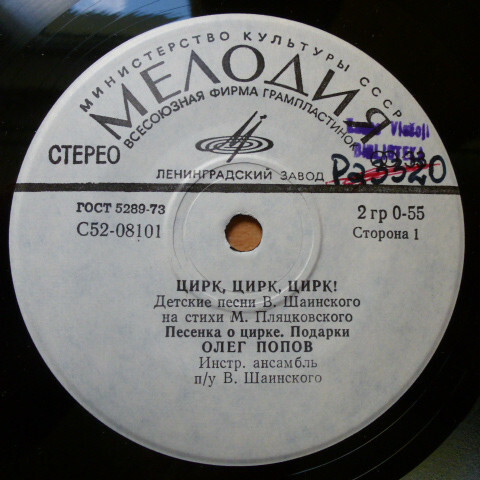 МИНИСТЕРСТВО КУЛЬТУРЫ СССР
МЕЛОДИЯ
ВСЕСОЮЗНАЯ ФИРМА ГРАМПЛАСТИНОК
СТЕРЕО
ЛЕНИНГРАДСКИЙ ЗАВОД
BIBLIOTEKA
ГОСТ 5289-73
2 гр 0-55
С52-08101
Сторона 1
ЦИРК, ЦИРК, ЦИРК!
Детские песни В. Шаинского
на стихи М. Пляцковского
Песенка о цирке. Подарки
ОЛЕГ ПОПОВ
Инстр. ансамбль
п/у В. Шаинского